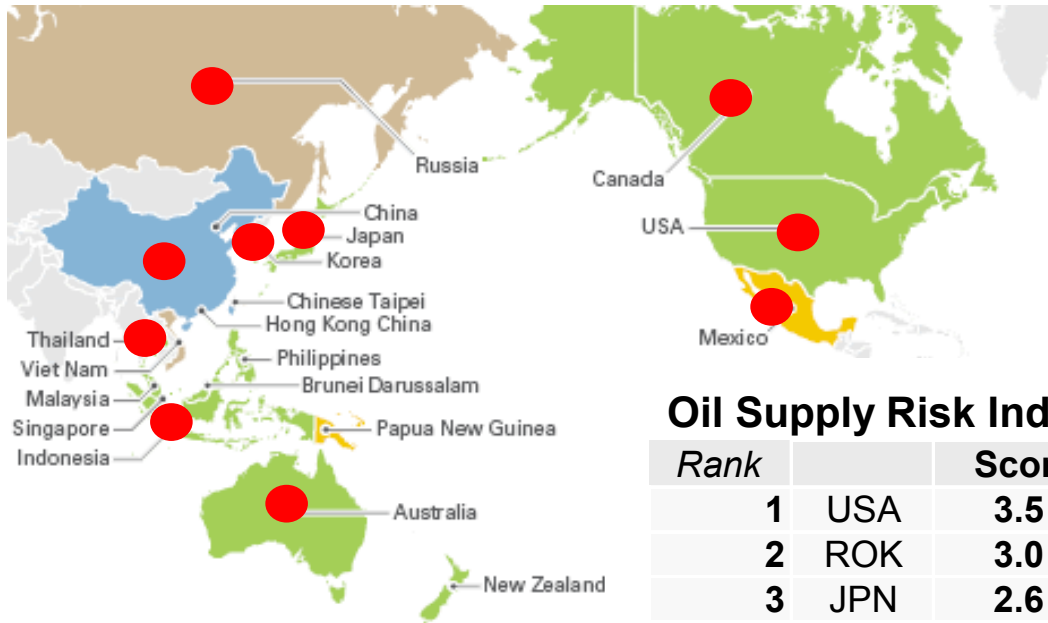 Russia
Canada
China
USA
Japan
Korea
Chinese Taipei
Hong Kong China
Thailand
Mexico
Viet Nam
Philippines
Malaysia
Brunei Darussalam
Singapore
Papua New Guinea
Indonesia
Australia
New Zealand
Oil Supply Risk Ind
Rank Scor
1 USA 3.5
2 ROK 3.0
3 JPN 2.6